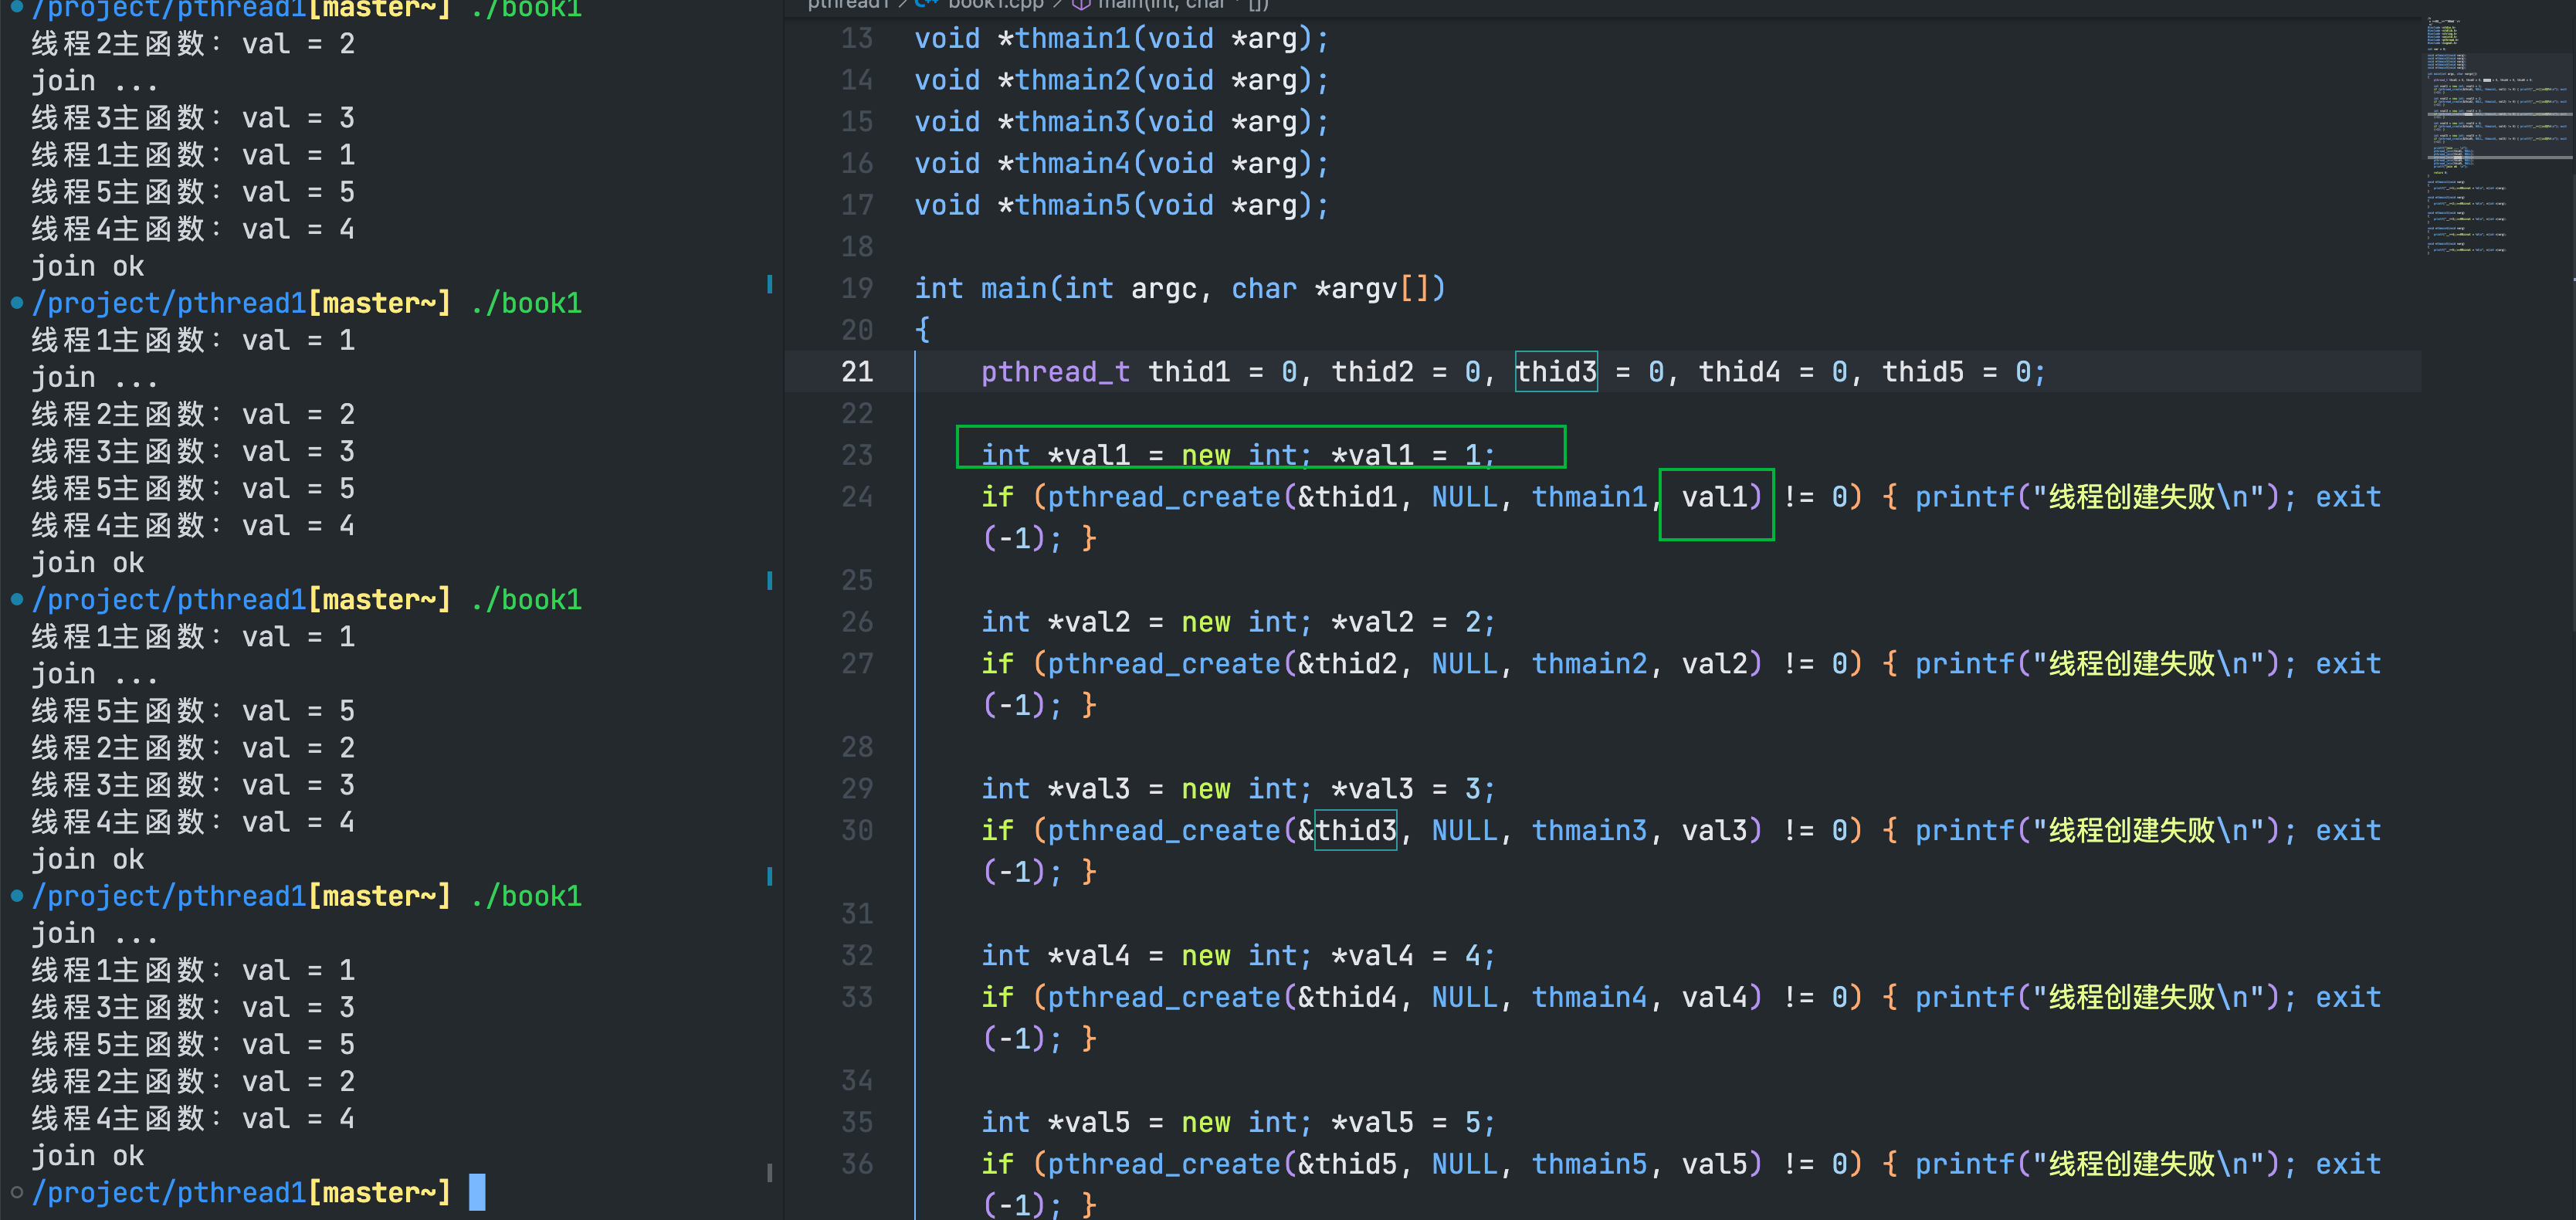 /project/pthread1[master~] ./book1
线程2主函数：val = 2
join ...
线程3主函数：val = 3
线程1主函数：val = 1
线程5主函数：val = 5
线程4主函数：val = 4
join ok
/project/pthread1[master~] ./book1
线程1主函数：val = 1
join ...
线程2主函数：val = 2
线程3主函数：val = 3
线程5主函数：val = 5
线程4主函数：val = 4
join ok
/project/pthread1[master~] ./book1
线程1主函数：val = 1
join ...
线程5主函数：val = 5
线程2主函数：val = 2
线程3主函数：val = 3
线程4主函数：val = 4
join ok
/project/pthread1[master~] ./book1
join ...
线程1主函数：val = 1
线程3主函数：val = 3
线程5主函数：val = 5
线程2主函数：val = 2
线程4主函数：val = 4
join ok
/project/pthread1[master~]
pthread1 > C++ book1.cpp > main(int, char * [])
13 void *thmain1(void *arg);
14 void *thmain2(void *arg);
15 void *thmain3(void *arg);
16 void *thmain4(void *arg);
17 void *thmain5(void *arg);
18
19 int main(int argc, char *argv[])
20 {
21 pthread_t thid1 = 0, thid2 = 0, thid3 = 0, thid4 = 0, thid5 = 0;
22
23 int *val1 = new int; *val1 = 1;
24 if (pthread_create(&thid1, NULL, thmain1, val1) != 0) { printf("线程创建失败\n"); exit
(-1); }
25
26 int *val2 = new int; *val2 = 2;
27 if (pthread_create(&thid2, NULL, thmain2, val2) != 0) { printf("线程创建失败\n"); exit
(-1); }
28
29 int *val3 = new int; *val3 = 3;
30 if (pthread_create(&thid3, NULL, thmain3, val3) != 0) { printf("线程创建失败\n"); exit
(-1); }
31
32 int *val4 = new int; *val4 = 4;
33 if (pthread_create(&thid4, NULL, thmain4, val4) != 0) { printf("线程创建失败\n"); exit
(-1); }
34
35 int *val5 = new int; *val5 = 5;
36 if (pthread_create(&thid5, NULL, thmain5, val5) != 0) { printf("线程创建失败\n"); exit
(-1); }